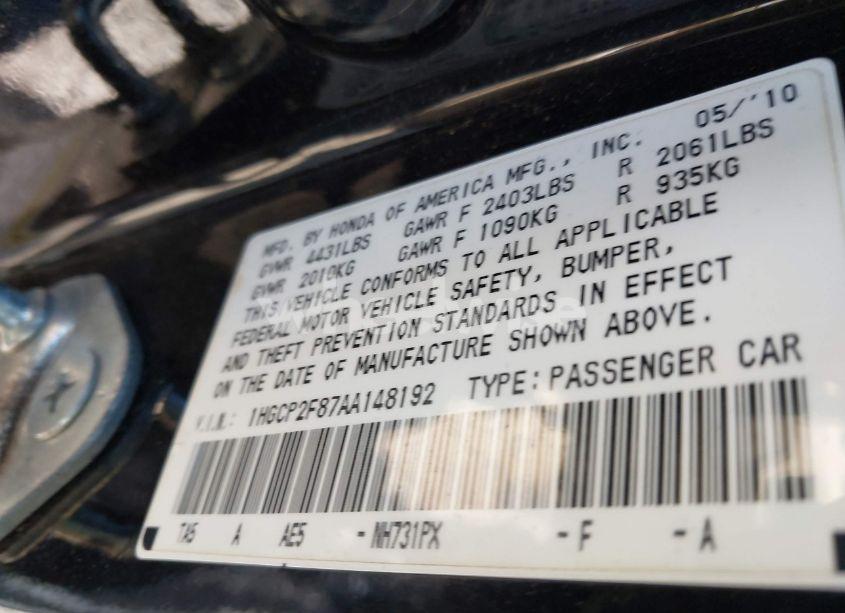 MFD. BY HONDA OF AMERICA MFG., INC. 05/'10
GVWR 4431LBS GAWR F 2403LBS R 2061LBS
GVWR 2010KG GAWR F 1090KG R 935KG
THIS VEHICLE CONFORMS TO ALL APPLICABLE
FEDERAL MOTOR VEHICLE SAFETY, BUMPER,
AND THEFT PREVENTION STANDARDS IN EFFECT
ON THE DATE OF MANUFACTURE SHOWN ABOVE.
V.I.N.: 1HGCP2F87AA148192 TYPE: PASSENGER CAR
TA5 A AE5 - NH731PX - F - A